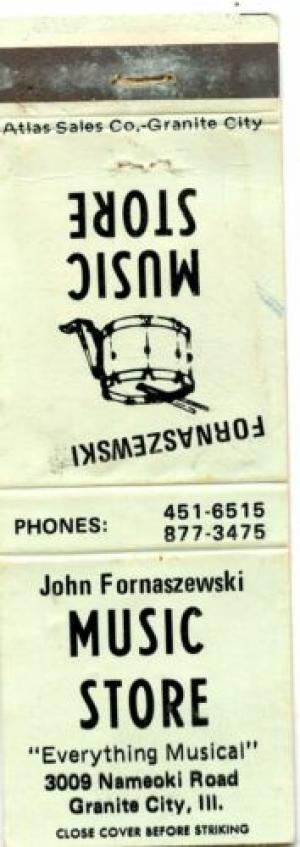 Atlas Sales Co.-Granite City
FORNASZEWSKI
MUSIC
STORE
PHONES: 451-6515
877-3475
John Fornaszewski
MUSIC
STORE
"Everything Musical"
3009 Nameoki Road
Granite City, Ill.
CLOSE COVER BEFORE STRIKING